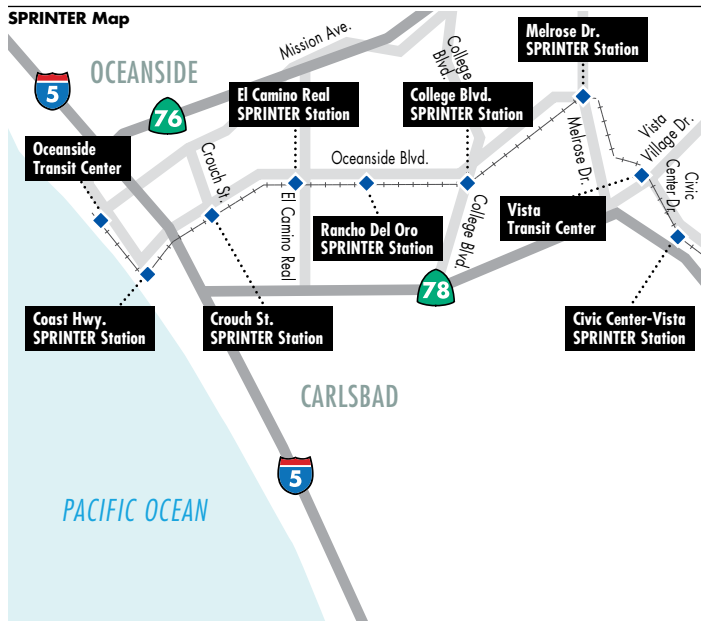 SPRINTER Map
OCEANSIDE
5
76
Mission Ave.
College
Blvd.
Melrose Dr.
SPRINTER Station
El Camino Real
SPRINTER Station
College Blvd.
SPRINTER Station
Oceanside
Transit Center
Crouch St.
Oceanside Blvd.
Melrose Dr.
Vista
Village Dr.
Civic
Center Dr.
El Camino Real
Rancho Del Oro
SPRINTER Station
College Blvd.
Vista
Transit Center
78
Coast Hwy.
SPRINTER Station
Crouch St.
SPRINTER Station
Civic Center-Vista
SPRINTER Station
CARLSBAD
5
PACIFIC OCEAN